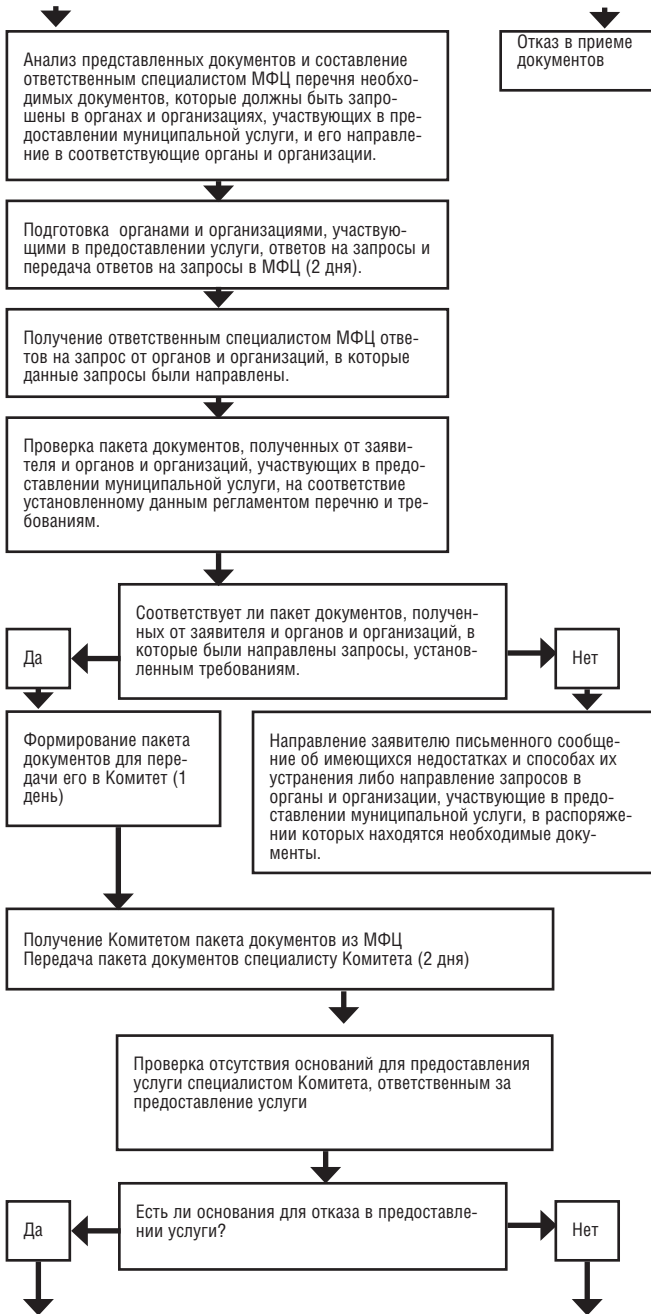 Отказ в приеме
документов
Анализ представленных документов и составление
ответственным специалистом МФЦ перечня необхо-
димых документов, которые должны быть запро-
шены в органах и организациях, участвующих в пре-
доставлении муниципальной услуги, и его направле-
ние в соответствующие органы и организации.
Подготовка органами и организациями, участвую-
щими в предоставлении услуги, ответов на запросы и
передача ответов на запросы в МФЦ (2 дня).
Получение ответственным специалистом МФЦ отве-
тов на запрос от органов и организаций, в которые
данные запросы были направлены.
Проверка пакета документов, полученных от заяви-
теля и органов и организаций, участвующих в предо-
ставлении муниципальной услуги, на соответствие
установленному данным регламентом перечню и тре-
бованиям.
Соответствует ли пакет документов, получен-
ных от заявителя и органов и организаций, в
которые были направлены запросы, установ-
ленным требованиям.
Да
Нет
Формирование пакета
документов для пере-
дачи его в Комитет (1
день)
Направление заявителю письменного сообще-
ние об имеющихся недостатках и способах их
устранения либо направление запросов в
органы и организации, участвующие в предо-
ставлении муниципальной услуги, в распоряже-
нии которых находятся необходимые доку-
менты.
Получение Комитетом пакета документов из МФЦ
Передача пакета документов специалисту Комитета (2 дня)
Проверка отсутствия оснований для предоставления
услуги специалистом Комитета, ответственным за
предоставление услуги
Есть ли основания для отказа в предоставле-
нии услуги?
Да
Нет